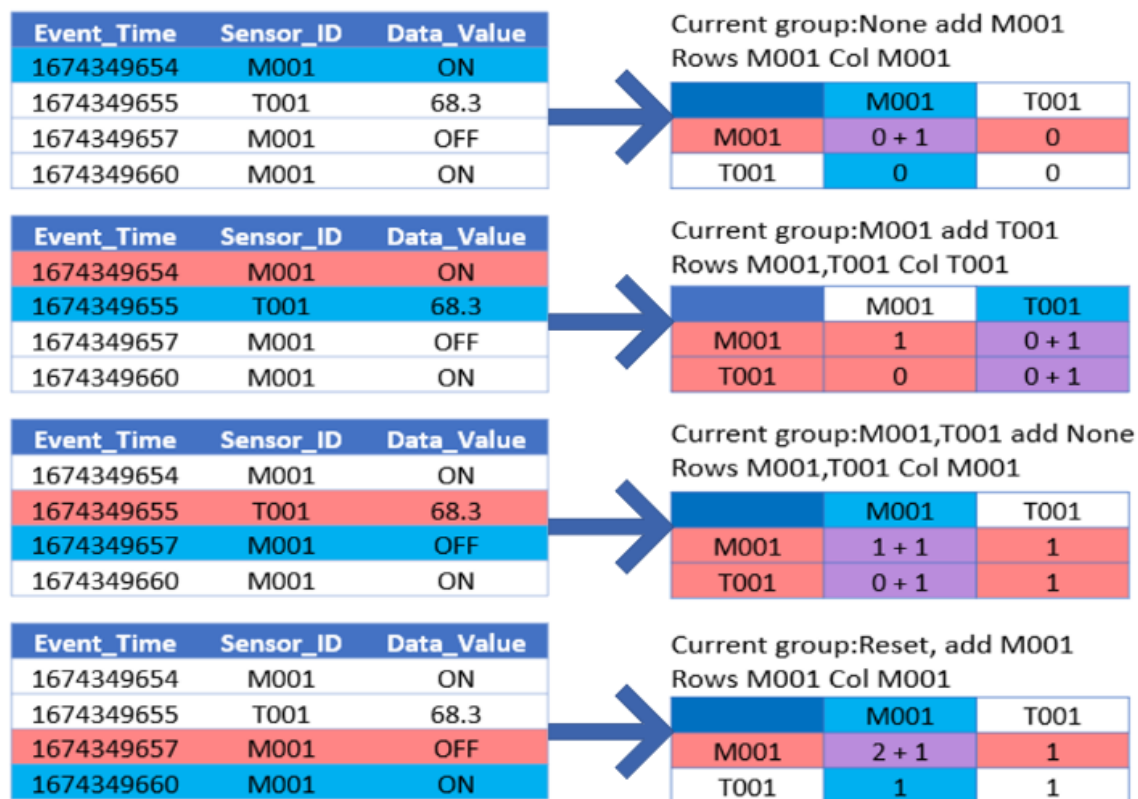 Event_Time Sensor_ID Data_Value
1674349654 M001 ON
1674349655 T001 68.3
1674349657 M001 OFF
1674349660 M001 ON
Current group:None add M001
Rows M001 Col M001
M001 T001
M001 0 + 1 0
T001 0 0
Event_Time Sensor_ID Data_Value
1674349654 M001 ON
1674349655 T001 68.3
1674349657 M001 OFF
1674349660 M001 ON
Current group:M001 add T001
Rows M001,T001 Col T001
M001 T001
M001 1 0 + 1
T001 0 0 + 1
Event_Time Sensor_ID Data_Value
1674349654 M001 ON
1674349655 T001 68.3
1674349657 M001 OFF
1674349660 M001 ON
Current group:M001,T001 add None
Rows M001,T001 Col M001
M001 T001
M001 1 + 1 1
T001 0 + 1 1
Event_Time Sensor_ID Data_Value
1674349654 M001 ON
1674349655 T001 68.3
1674349657 M001 OFF
1674349660 M001 ON
Current group:Reset, add M001
Rows M001 Col M001
M001 T001
M001 2 + 1 1
T001 1 1